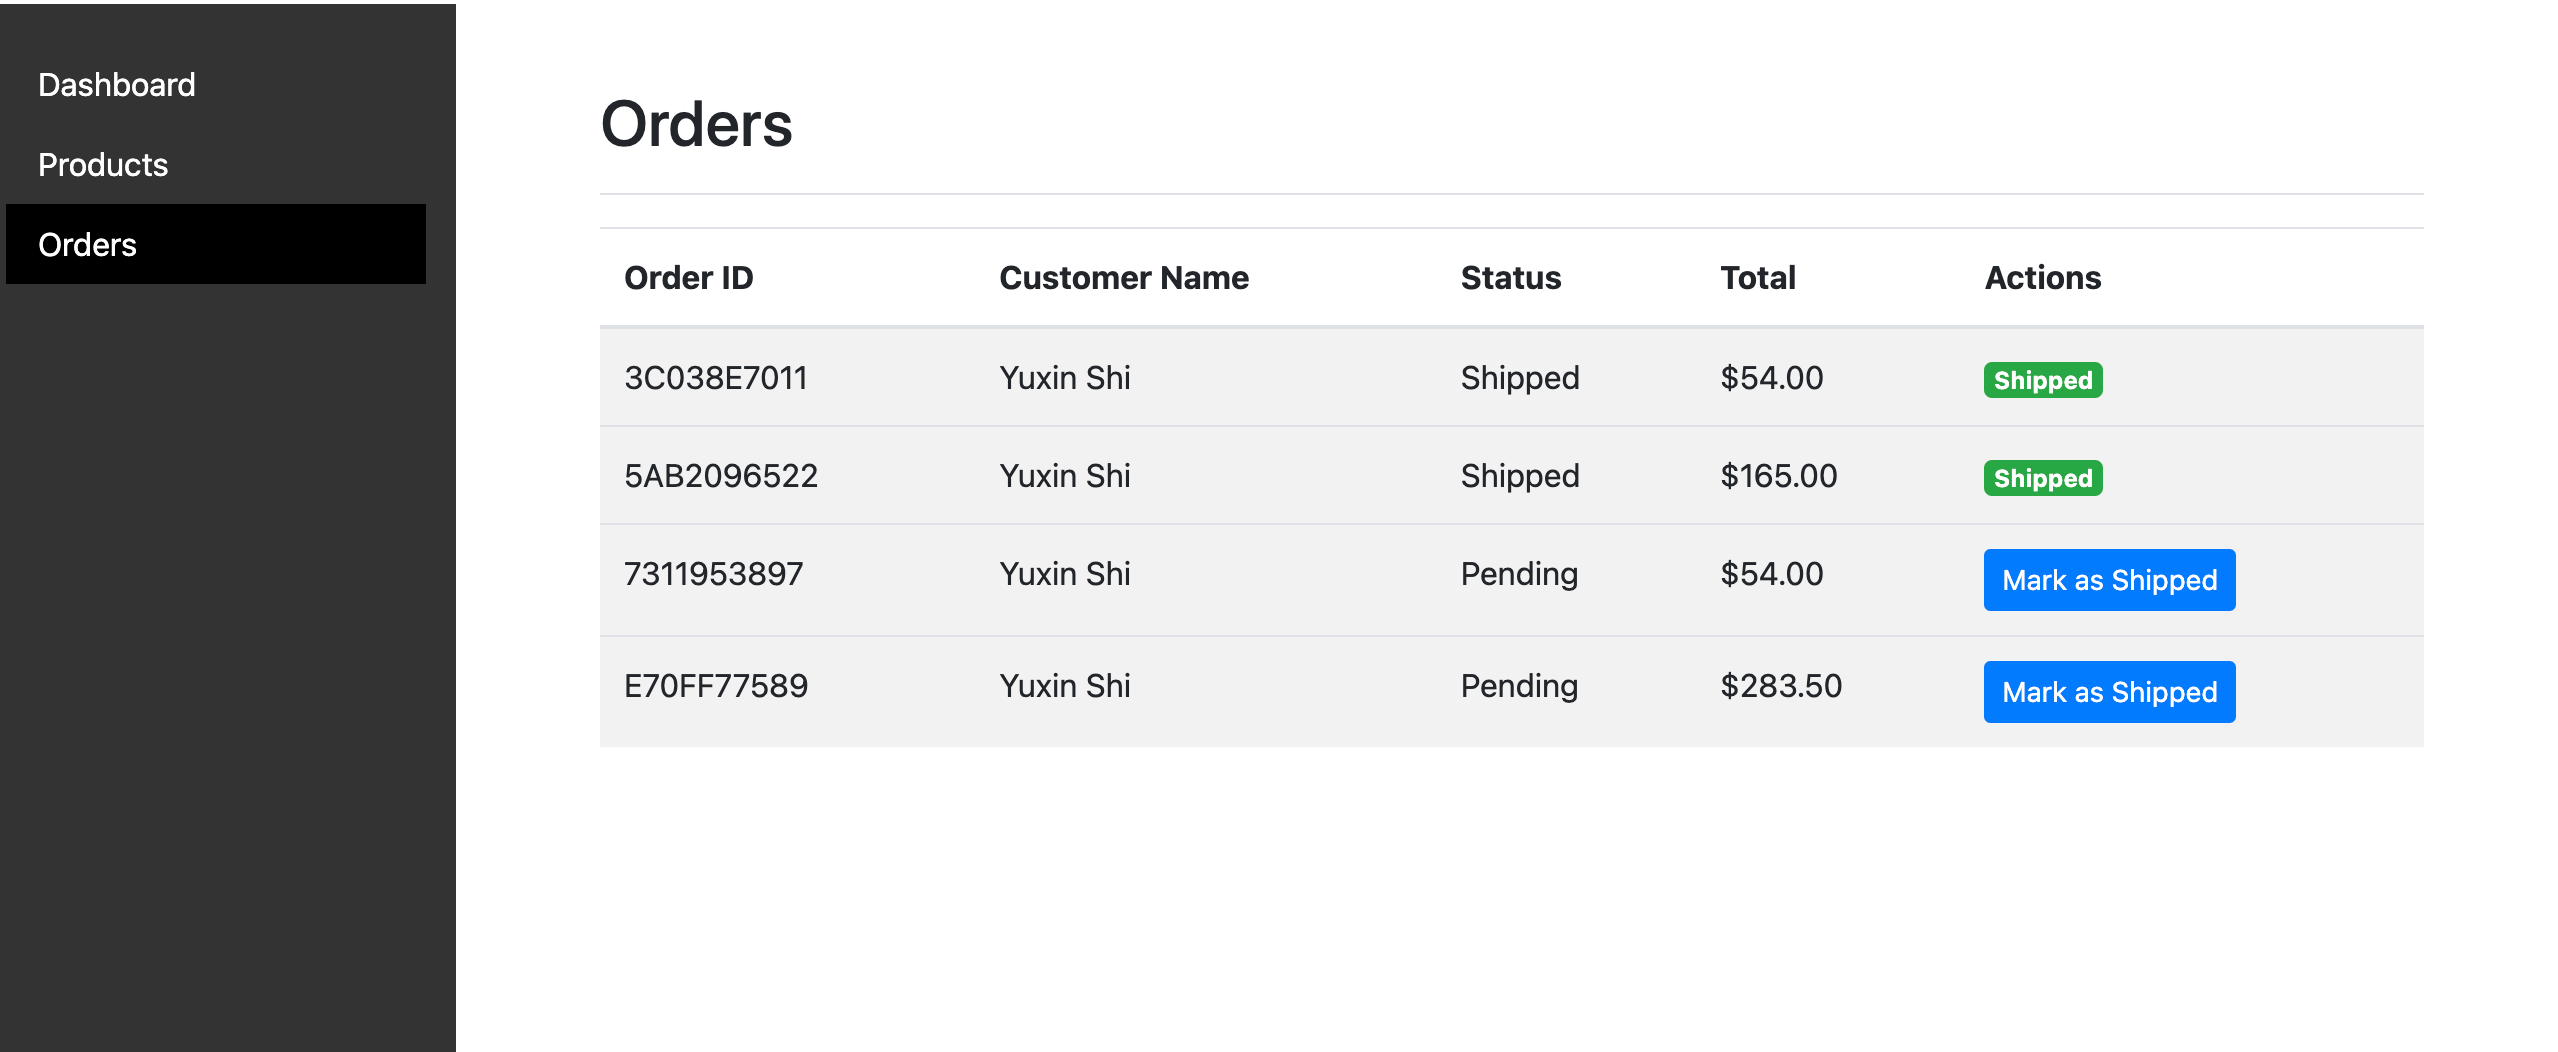 Dashboard
Products
Orders
Orders
Order ID Customer Name Status Total Actions
3C038E7011 Yuxin Shi Shipped $54.00 Shipped
5AB2096522 Yuxin Shi Shipped $165.00 Shipped
7311953897 Yuxin Shi Pending $54.00 Mark as Shipped
E70FF77589 Yuxin Shi Pending $283.50 Mark as Shipped